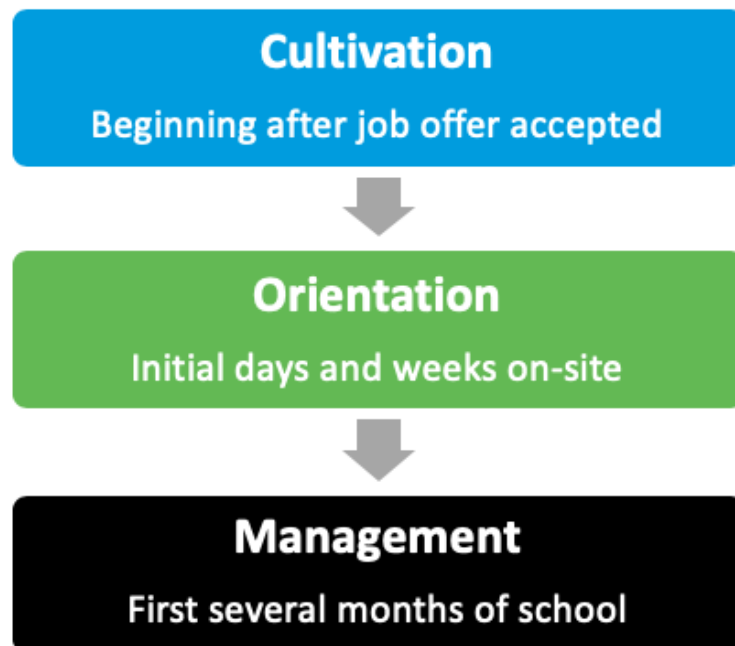 Cultivation
Beginning after job offer accepted
Orientation
Initial days and weeks on-site
Management
First several months of school